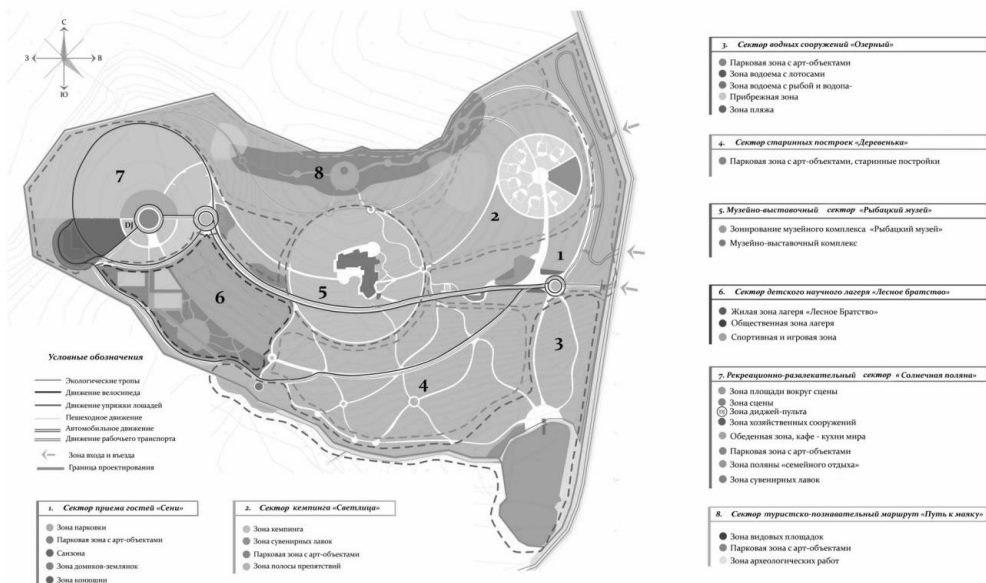 С
З
В
Ю
7
DJ
8
2
1
5
6
3
4
Условные обозначения
Экологические тропы
Движение велосипеда
Движение упряжки лошадей
Пешеходное движение
Автомобильное движение
Движение рабочего транспорта
Зона входа и въезда
Граница проектирования
1. Сектор приема гостей «Сени»
Зона парковки
Парковая зона с арт-объектами
Санзона
Зона домиков-землянок
Зона конюшни
2. Сектор кемпинга «Светлица»
Зона кемпинга
Зона сувенирных лавок
Парковая зона с арт-объектами
Зона полосы препятствий
3. Сектор водных сооружений «Озерный»
Парковая зона с арт-объектами
Зона водоема с лотосами
Зона водоема с рыбой и водопа-
Прибрежная зона
Зона пляжа
4. Сектор старинных построек «Деревенька»
Парковая зона с арт-объектами, старинные постройки
5. Музейно-выставочный сектор «Рыбацкий музей»
Зонирование музейного комплекса «Рыбацкий музей»
Музейно-выставочный комплекс
6. Сектор детского научного лагеря «Лесное братство»
Жилая зона лагеря «Лесное Братство»
Общественная зона лагеря
Спортивная и игровая зона
7. Рекреационно-развлекательный сектор «Солнечная поляна»
Зона площади вокруг сцены
Зона сцены
DJ Зона диджей-пульта
Зона хозяйственных сооружений
Обеденная зона, кафе - кухни мира
Парковая зона с арт-объектами
Зона поляны «семейного отдыха»
Зона сувенирных лавок
8. Сектор туристско-познавательный маршрут «Путь к маяку»
Зона видовых площадок
Парковая зона с арт-объектами
Зона археологических работ